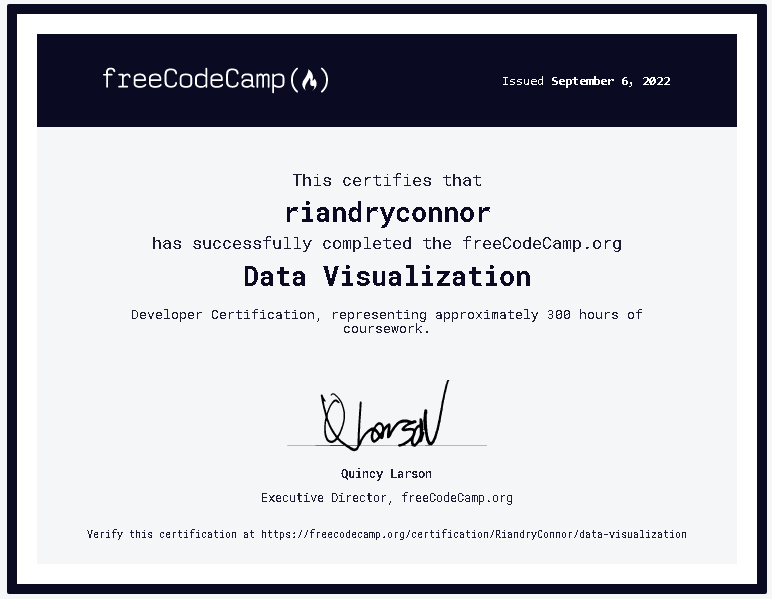 freeCodeCamp
Issued September 6, 2022
This certifies that
riandryconnor
has successfully completed the freeCodeCamp.org
Data Visualization
Developer Certification, representing approximately 300 hours of
coursework.
Q Larson
Quincy Larson
Executive Director, freeCodeCamp.org
Verify this certification at https://freecodecamp.org/certification/RiandryConnor/data-visualization